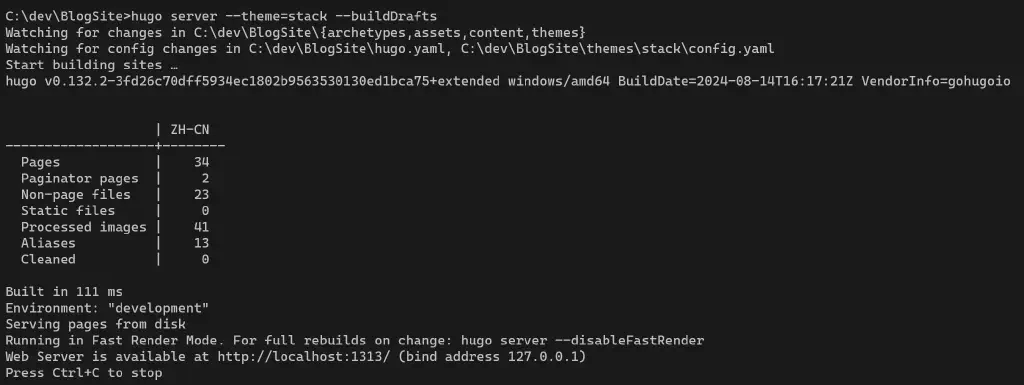 C:\dev\BlogSite>hugo server --theme=stack --buildDrafts
Watching for changes in C:\dev\BlogSite\{archetypes,assets,content,themes}
Watching for config changes in C:\dev\BlogSite\hugo.yaml, C:\dev\BlogSite\themes\stack\config.yaml
Start building sites …
hugo v0.132.2-3fd26c70dff5934ec1802b9563530130ed1bca75+extended windows/amd64 BuildDate=2024-08-14T16:17:21Z VendorInfo=gohugoio
                   | ZH-CN
-------------------+--------
  Pages            |    34
  Paginator pages  |     2
  Non-page files   |    23
  Static files     |     0
  Processed images |    41
  Aliases          |    13
  Cleaned          |     0
Built in 111 ms
Environment: "development"
Serving pages from disk
Running in Fast Render Mode. For full rebuilds on change: hugo server --disableFastRender
Web Server is available at http://localhost:1313/ (bind address 127.0.0.1)
Press Ctrl+C to stop